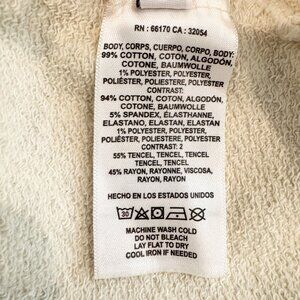 RN : 66170 CA : 32054
BODY, CORPS, CUERPO, CORPO, BODY:
99% COTTON, COTON, ALGODÓN,
COTONE, BAUMWOLLE
1% POLYESTER, POLYESTER,
POLIÉSTER, POLIESTERE, POLYESTER
CONTRAST:
94% COTTON, COTON, ALGODÓN,
COTONE, BAUMWOLLE
5% SPANDEX, ÉLASTHANNE,
ELASTANO, ELASTAN, ELASTAN
1% POLYESTER, POLYESTER,
POLIÉSTER, POLIESTERE, POLYESTER
CONTRAST: 2
55% TENCEL, TENCEL, TENCEL
TENCEL, TENCEL
45% RAYON, RAYONNE, VISCOSA,
RAYON, RAYON
HECHO EN LOS ESTADOS UNIDOS
30
MACHINE WASH COLD
DO NOT BLEACH
LAY FLAT TO DRY
COOL IRON IF NEEDED